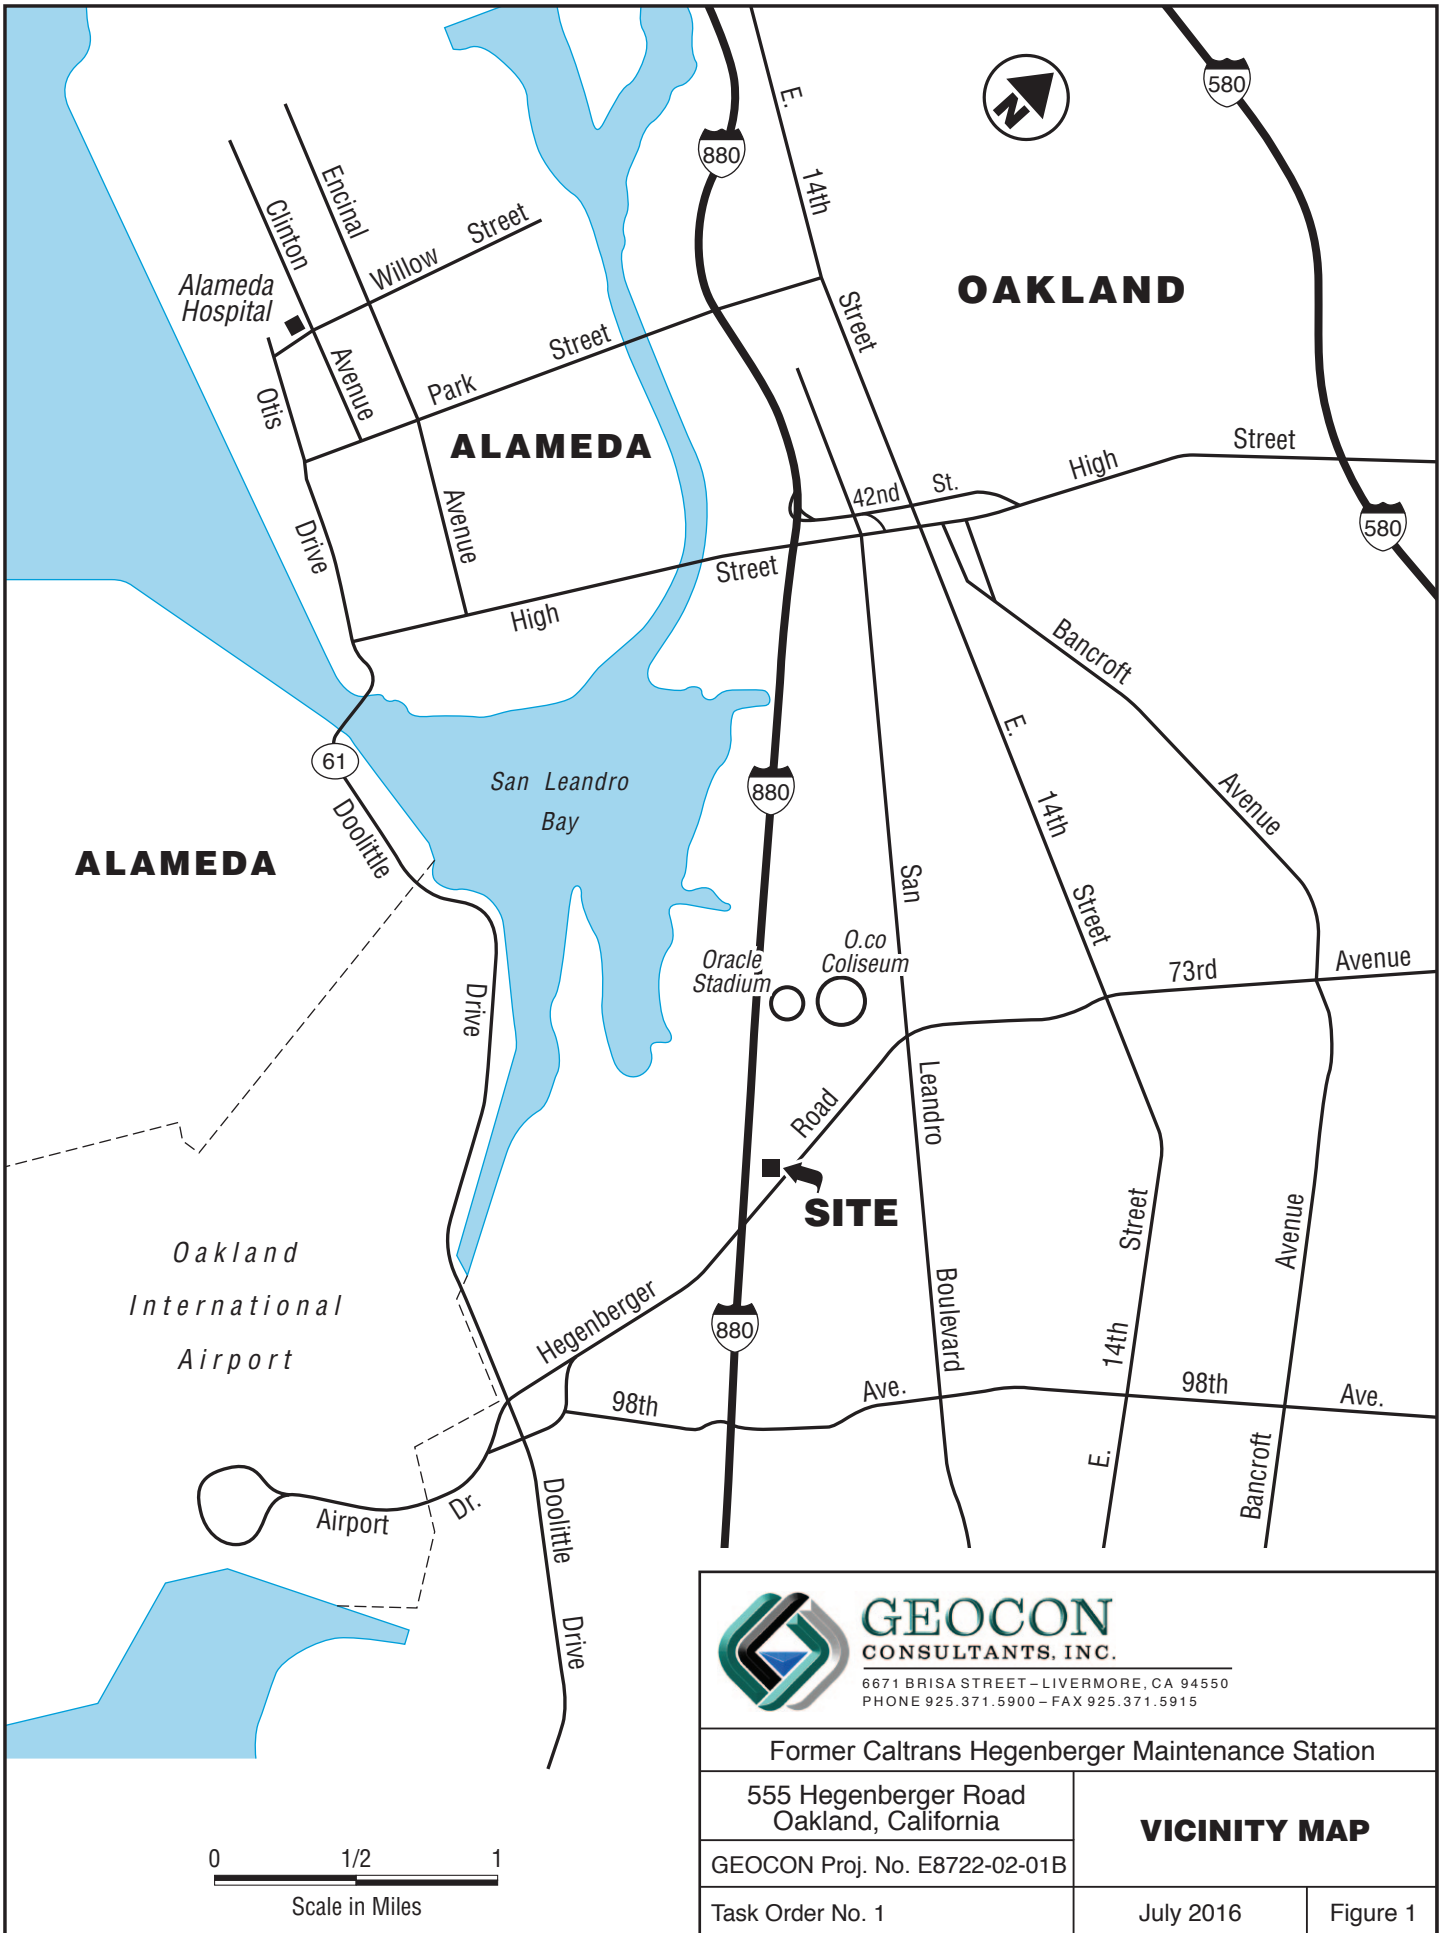 580
N
E.
880
14th
Encinal
Street
Clinton
Willow
Alameda
Hospital
OAKLAND
Street
Street
Avenue
Park
Otis
ALAMEDA
Street
High
St.
42nd
Avenue
Drive
580
Street
High
Bancroft
E.
61
San Leandro
Bay
880
Doolittle
14th
Avenue
ALAMEDA
San
Street
O.co
Coliseum
Oracle
Stadium
73rd
Avenue
Drive
Leandro
Road
SITE
Street
Avenue
Oakland
International
Airport
Hegenberger
Boulevard
880
14th
98th
Ave.
98th
Ave.
E.
Bancroft
Airport
Dr.
Doolittle
Drive
GEOCON
CONSULTANTS, INC.
6671 BRISA STREET – LIVERMORE, CA 94550
PHONE 925.371.5900 – FAX 925.371.5915
Former Caltrans Hegenberger Maintenance Station
555 Hegenberger Road
Oakland, California
VICINITY MAP
GEOCON Proj. No. E8722-02-01B
Task Order No. 1
July 2016
Figure 1
0 1/2 1
Scale in Miles